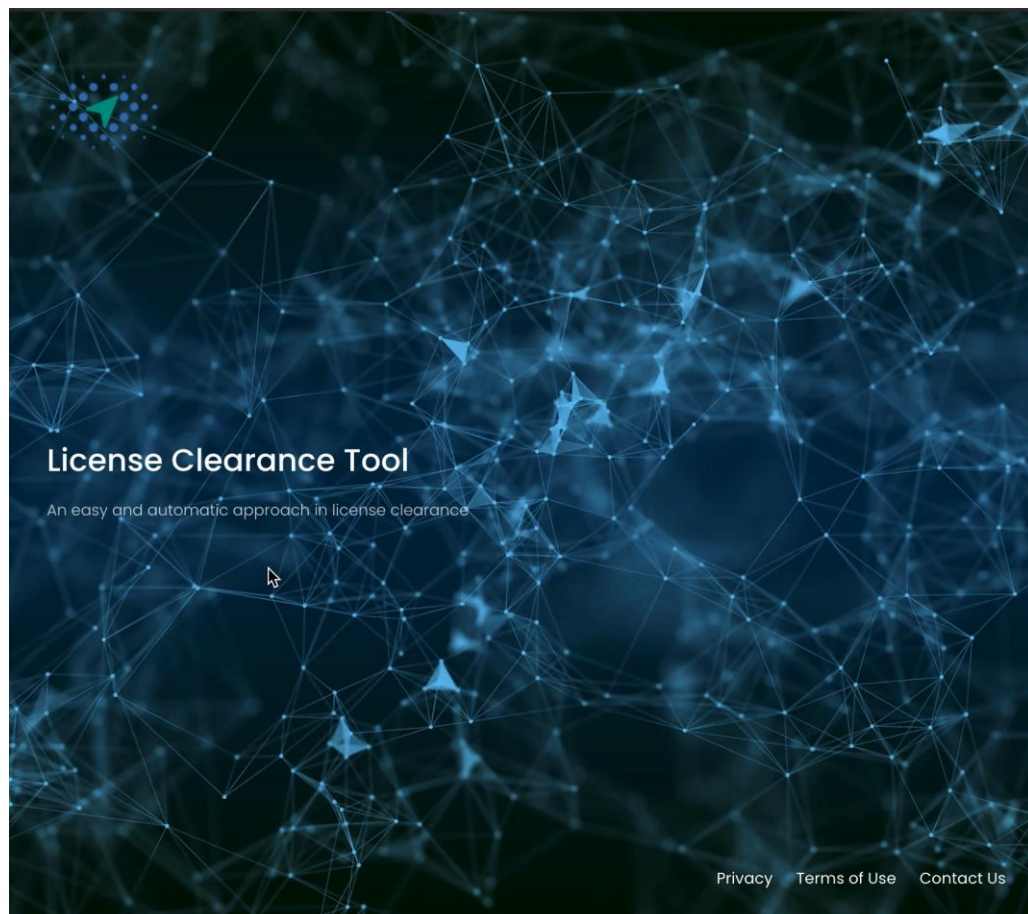 License Clearance Tool
An easy and automatic approach in license clearance
Privacy Terms of Use Contact Us